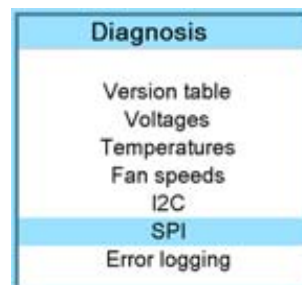 Diagnosis
Version table
Voltages
Temperatures
Fan speeds
I2C
SPI
Error logging